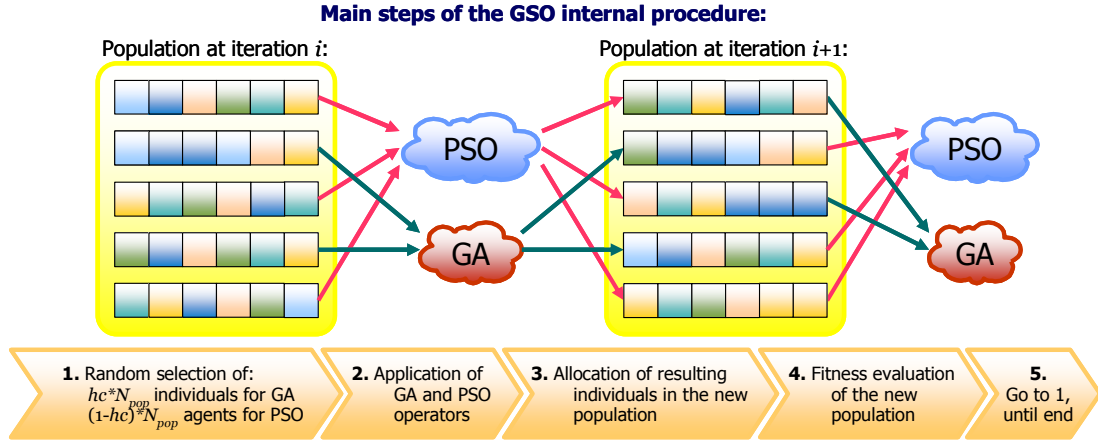 Main steps of the GSO internal procedure:
Population at iteration i:
Population at iteration i+1:
PSO
PSO
GA
GA
1. Random selection of:
hc*N_pop individuals for GA
(1-hc)*N_pop agents for PSO
2. Application of
GA and PSO
operators
3. Allocation of resulting
individuals in the new
population
4. Fitness evaluation
of the new
population
5.
Go to 1,
until end